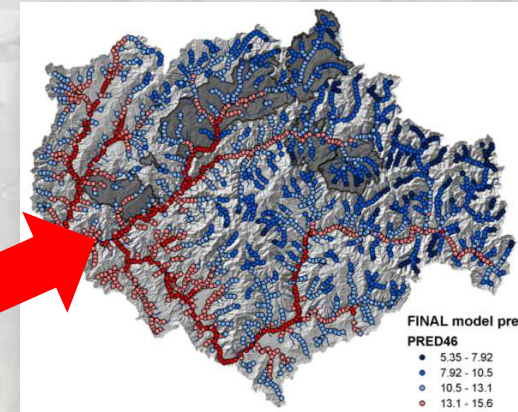 FINAL model pre
PRED46
5.35 - 7.92
7.92 - 10.5
10.5 - 13.1
13.1 - 15.6